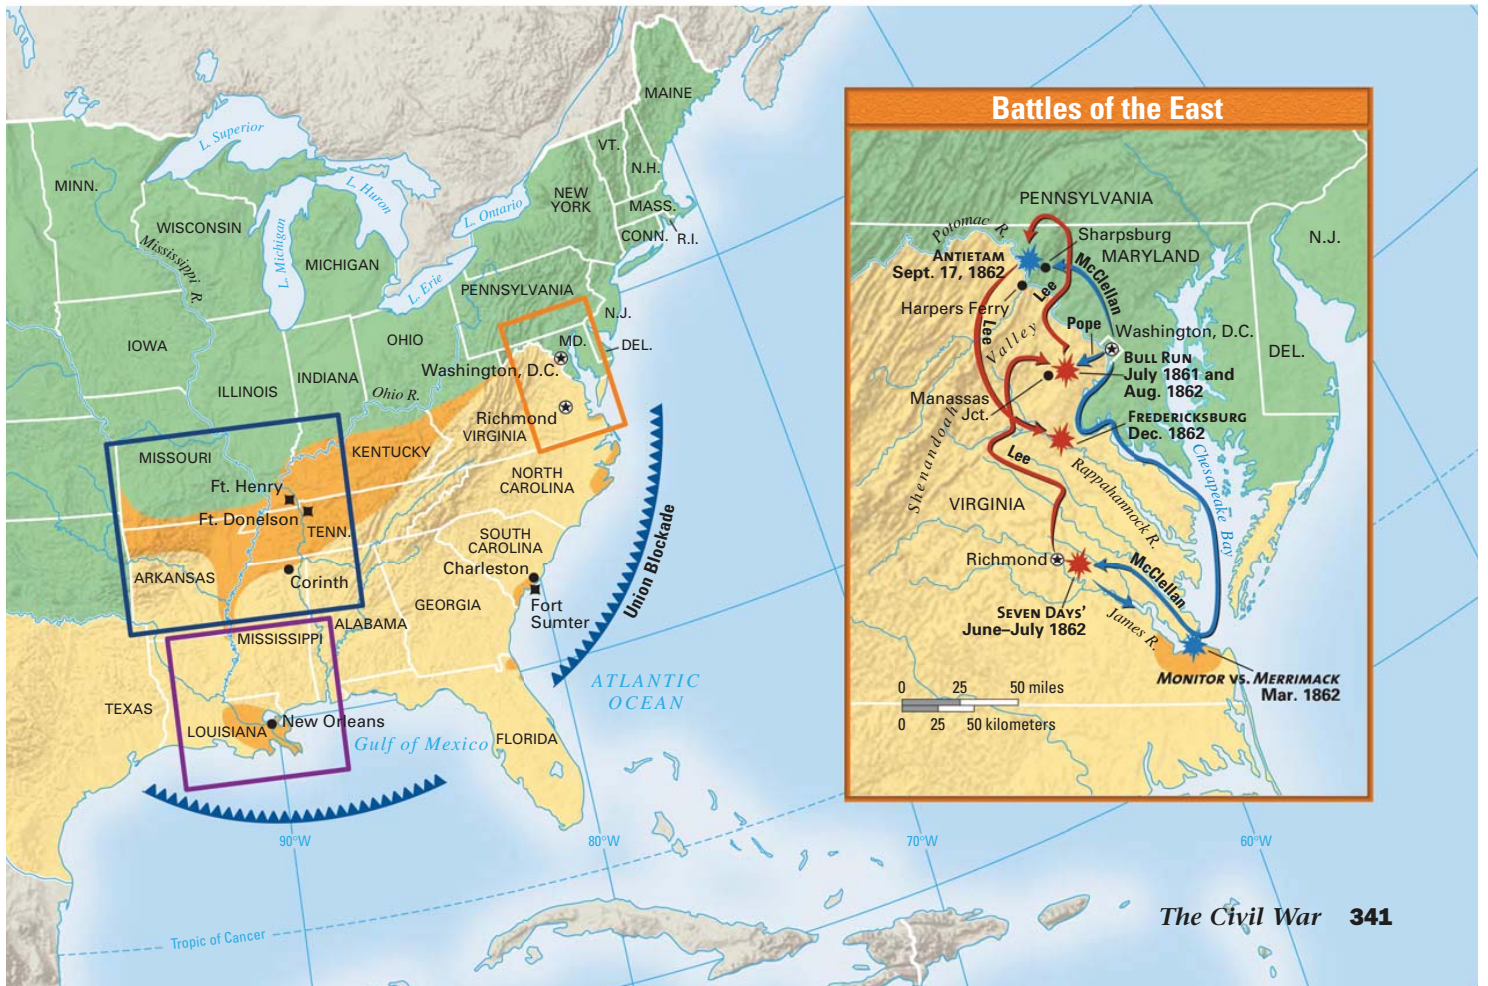 MAINE
VT.
N.H.
L. Superior
MINN.
L. Huron
NEW
YORK
MASS.
L. Ontario
WISCONSIN
CONN.
R.I.
Mississippi R.
L. Michigan
MICHIGAN
L. Erie
PENNSYLVANIA
N.J.
IOWA
OHIO
MD.
DEL.
Washington, D.C.
INDIANA
ILLINOIS
Ohio R.
Richmond
VIRGINIA
KENTUCKY
MISSOURI
NORTH
CAROLINA
Ft. Henry
Ft. Donelson
TENN.
SOUTH
CAROLINA
Charleston
ARKANSAS
Corinth
GEORGIA
Fort
Sumter
Union Blockade
ALABAMA
MISSISSIPPI
ATLANTIC
OCEAN
TEXAS
New Orleans
LOUISIANA
Gulf of Mexico
FLORIDA
90°W
80°W
70°W
60°W
Tropic of Cancer
Battles of the East
PENNSYLVANIA
Potomac R.
Sharpsburg
MARYLAND
N.J.
ANTIETAM
Sept. 17, 1862
McClellan
Lee
Harpers Ferry
Lee
Pope
Washington, D.C.
Shenandoah Valley
BULL RUN
July 1861 and
Aug. 1862
DEL.
Manassas
Jct.
FREDERICKSBURG
Dec. 1862
Lee
Rappahannock R.
Chesapeake Bay
VIRGINIA
Richmond
McClellan
SEVEN DAYS'
June–July 1862
James R.
MONITOR VS. MERRIMACK
Mar. 1862
0 25 50 miles
0 25 50 kilometers
The Civil War 341